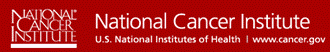 NATIONAL
CANCER
INSTITUTE
National Cancer Institute
U.S. National Institutes of Health | www.cancer.gov